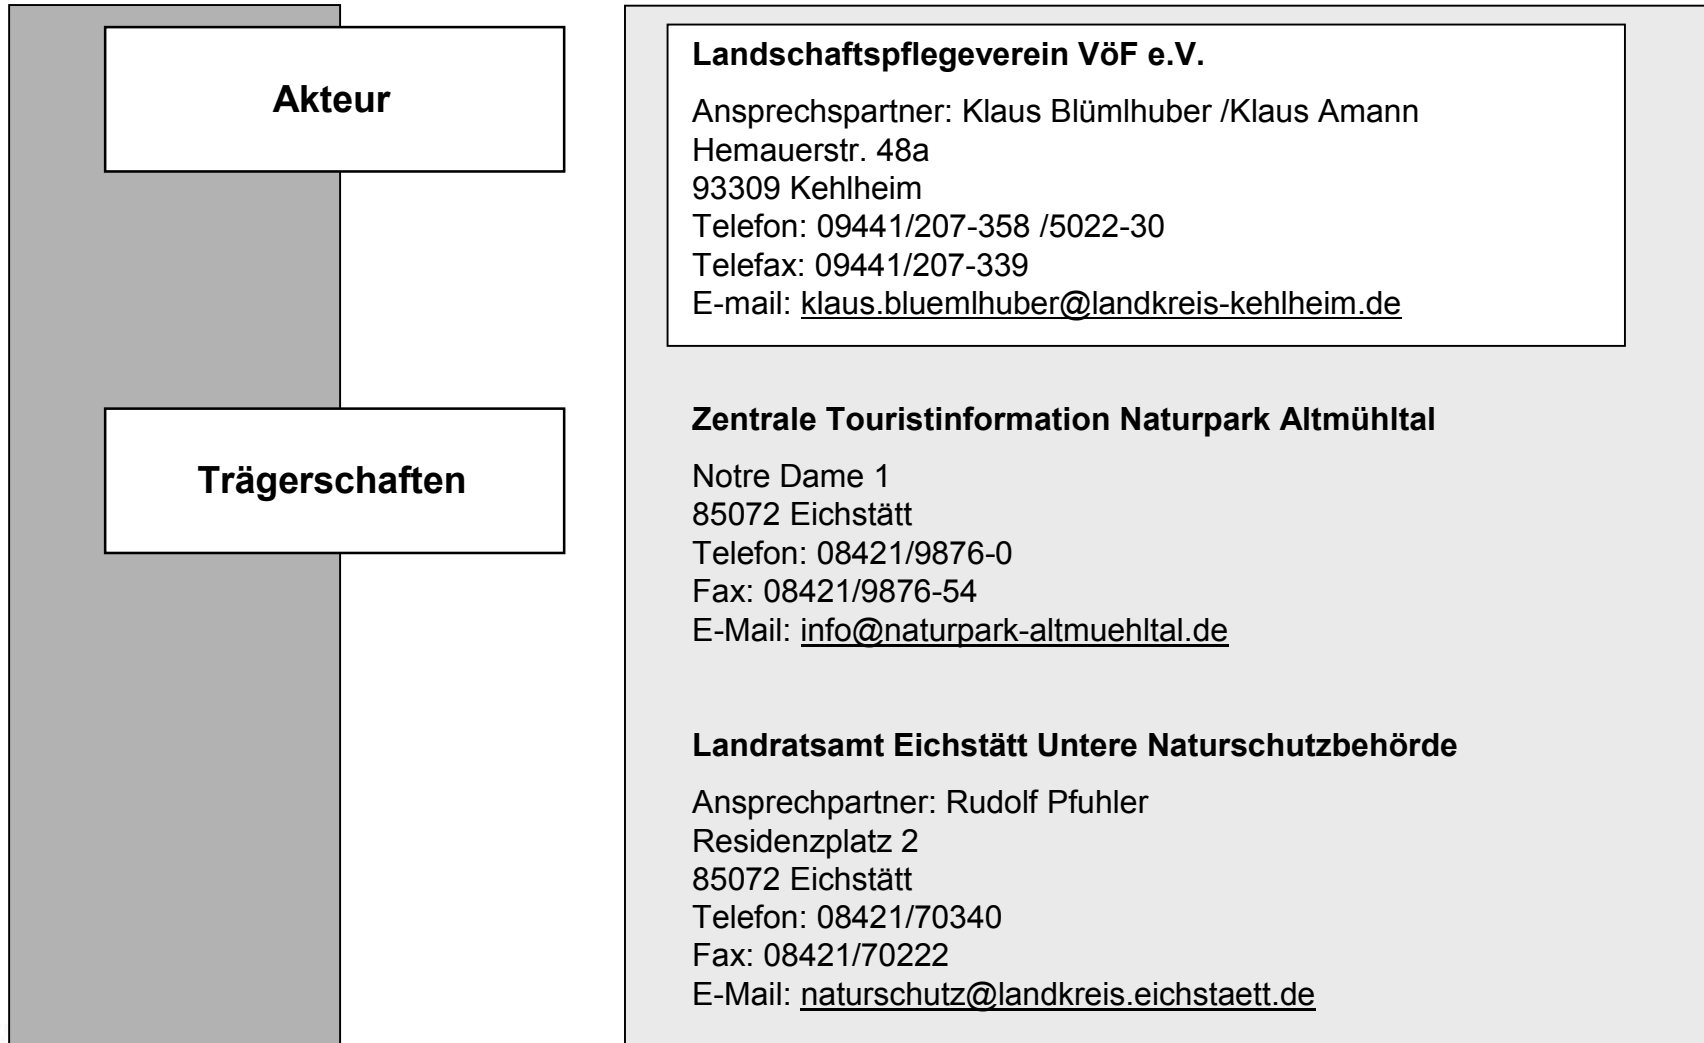 Akteur
Landschaftspflegeverein VöF e.V.
Ansprechspartner: Klaus Blümlhuber /Klaus Amann
Hemauerstr. 48a
93309 Kehlheim
Telefon: 09441/207-358 /5022-30
Telefax: 09441/207-339
E-mail: klaus.bluemlhuber@landkreis-kehlheim.de
Trägerschaften
Zentrale Touristinformation Naturpark Altmühltal
Notre Dame 1
85072 Eichstätt
Telefon: 08421/9876-0
Fax: 08421/9876-54
E-Mail: info@naturpark-altmuehltal.de
Landratsamt Eichstätt Untere Naturschutzbehörde
Ansprechpartner: Rudolf Pfuhler
Residenzplatz 2
85072 Eichstätt
Telefon: 08421/70340
Fax: 08421/70222
E-Mail: naturschutz@landkreis.eichstaett.de